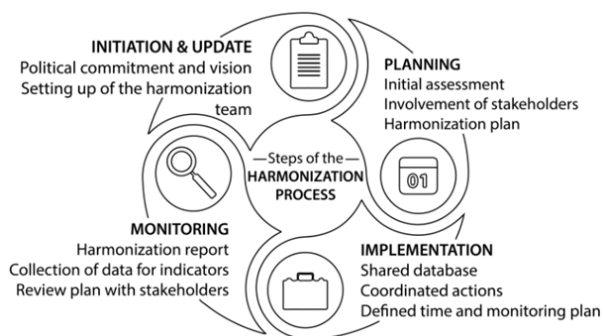 INITIATION & UPDATE
Political commitment and vision
Setting up of the harmonization
team
PLANNING
Initial assessment
Involvement of stakeholders
Harmonization plan
Steps of the
HARMONIZATION
PROCESS
01
MONITORING
Harmonization report
Collection of data for indicators
Review plan with stakeholders
IMPLEMENTATION
Shared database
Coordinated actions
Defined time and monitoring plan